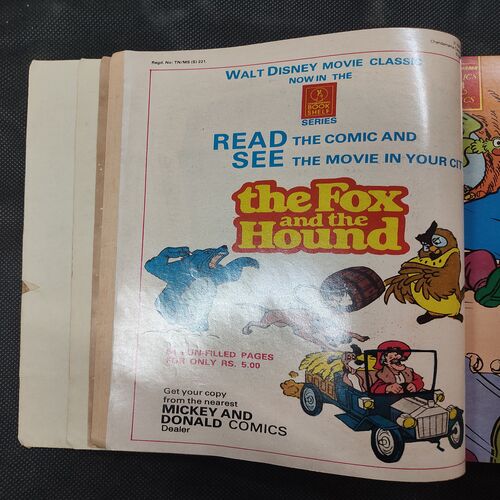 Regd. No: TN/MS (S) 221.
WALT DISNEY MOVIE CLASSIC
NOW IN THE
BOOK
SHELF
SERIES
READ THE COMIC AND
SEE THE MOVIE IN YOUR CIT
the Fox
and the
Hound
FUN-FILLED PAGES
FOR ONLY RS. 5.00
Get your copy
from the nearest
MICKEY AND
DONALD COMICS
Dealer